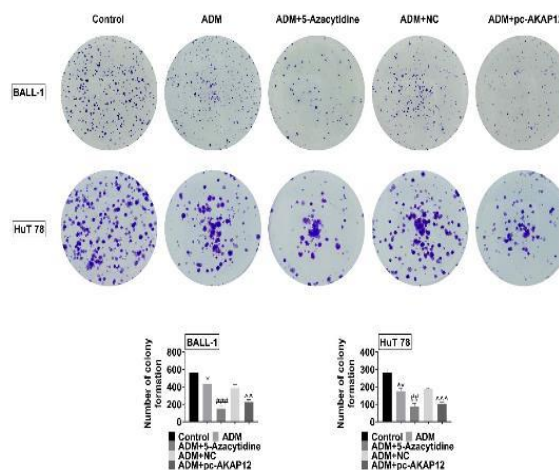 Control ADM ADM+5-Azacytidine ADM+NC ADM+pc-AKAP12
BALL-1
HuT 78
BALL-1
Number of colony
formation
800
600
400
200
0
Control ADM
ADM+5-Azacytidine
ADM+NC
ADM+pc-AKAP12
HuT 78
Number of colony
formation
400
300
200
100
0
Control ADM
ADM+5-Azacytidine
ADM+NC
ADM+pc-AKAP12